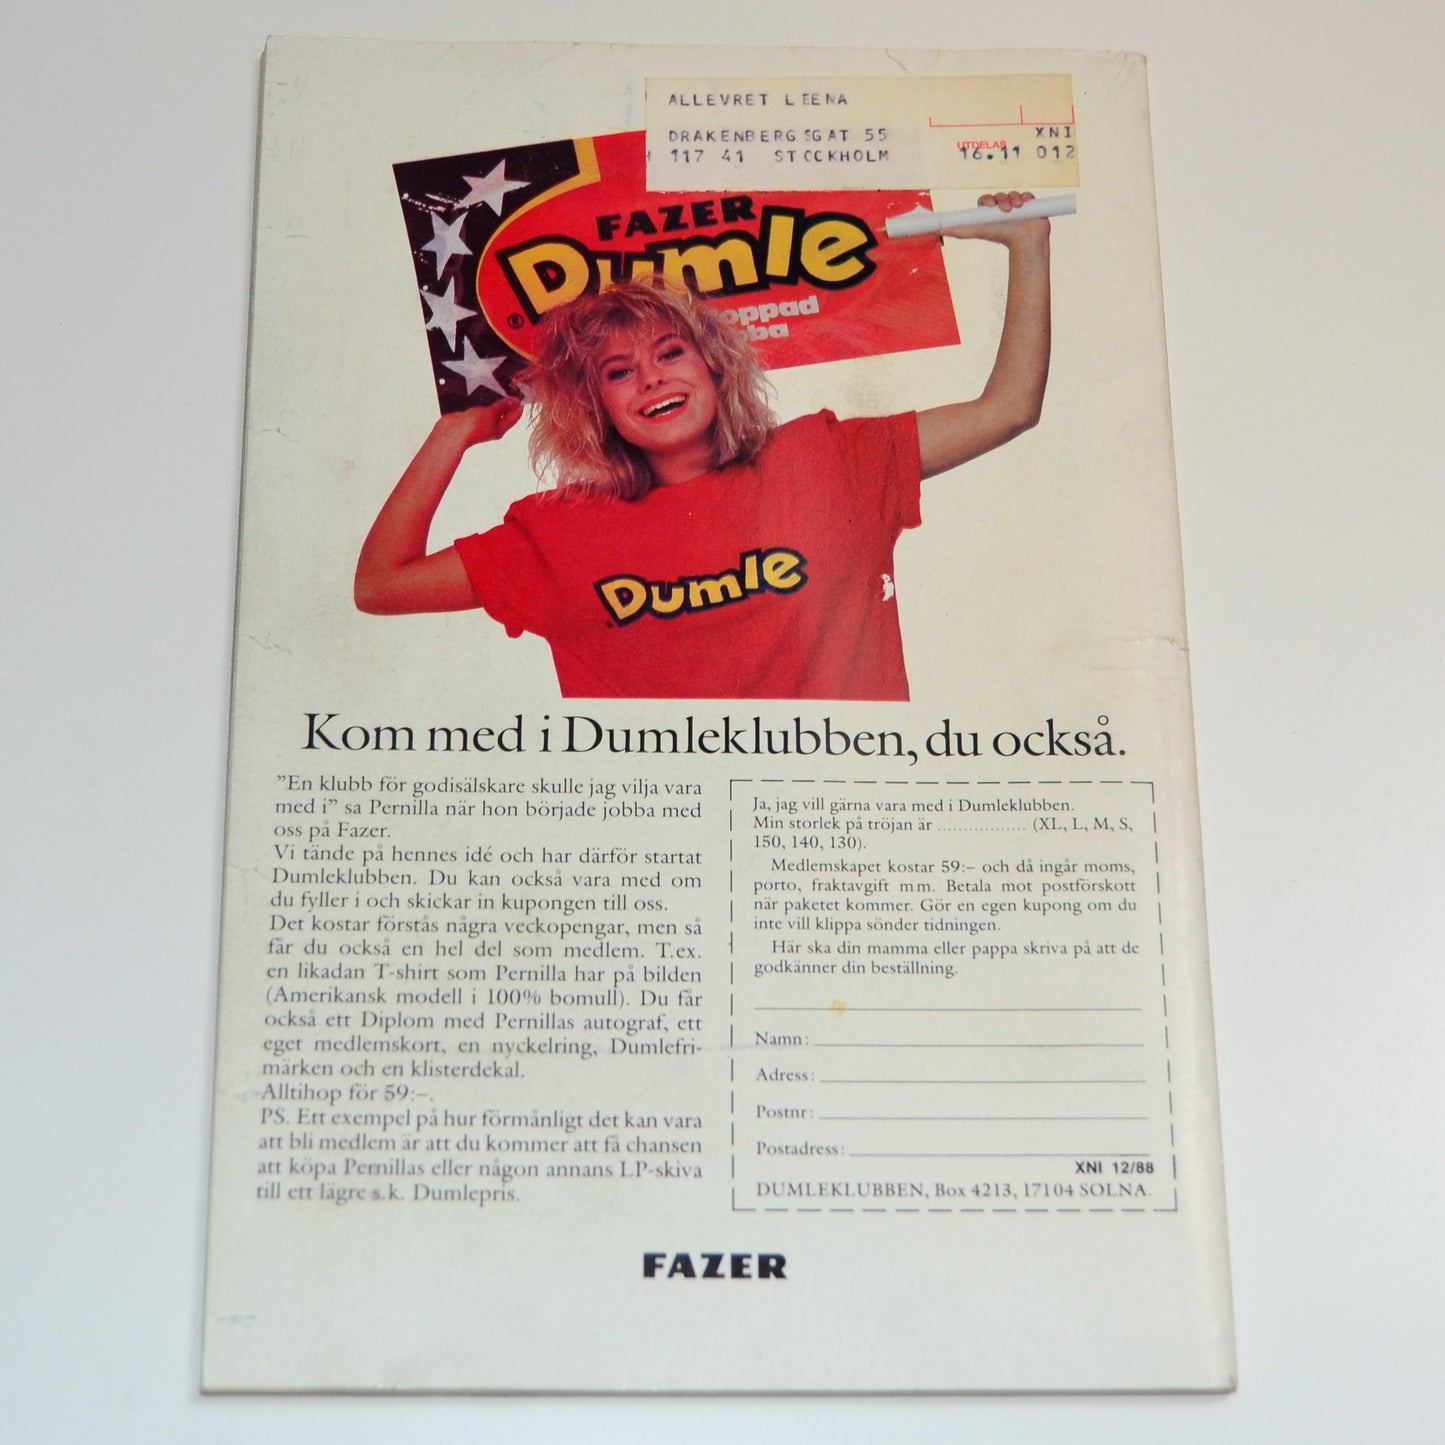 ALLEVRET LEENA
DRAKENBERGSGAT 55
117 41 STOCKHOLM
XNI
UTDELAS
16.11 012
FAZER
Dumle
®
oppad
bba
Dumle
Kom med i Dumleklubben, du också.
”En klubb för godisälskare skulle jag vilja vara
med i” sa Pernilla när hon började jobba med
oss på Fazer.
Vi tände på hennes idé och har därför startat
Dumleklubben. Du kan också vara med om
du fyller i och skickar in kupongen till oss.
Det kostar förstås några veckopengar, men så
får du också en hel del som medlem. T.ex.
en likadan T-shirt som Pernilla har på bilden
(Amerikansk modell i 100% bomull). Du får
också ett Diplom med Pernillas autograf, ett
eget medlemskort, en nyckelring, Dumlefri-
märken och en klisterdekal.
Alltihop för 59:–.
PS. Ett exempel på hur förmånligt det kan vara
att bli medlem är att du kommer att få chansen
att köpa Pernillas eller någon annans LP-skiva
till ett lägre s.k. Dumlepris.
Ja, jag vill gärna vara med i Dumleklubben.
Min storlek på tröjan är .................. (XL, L, M, S,
150, 140, 130).
Medlemskapet kostar 59:– och då ingår moms,
porto, fraktavgift m m. Betala mot postförskott
när paketet kommer. Gör en egen kupong om du
inte vill klippa sönder tidningen.
Här ska din mamma eller pappa skriva på att de
godkänner din beställning.
Namn:
Adress:
Postnr:
Postadress:
XNI 12/88
DUMLEKLUBBEN, Box 4213, 17104 SOLNA.
FAZER